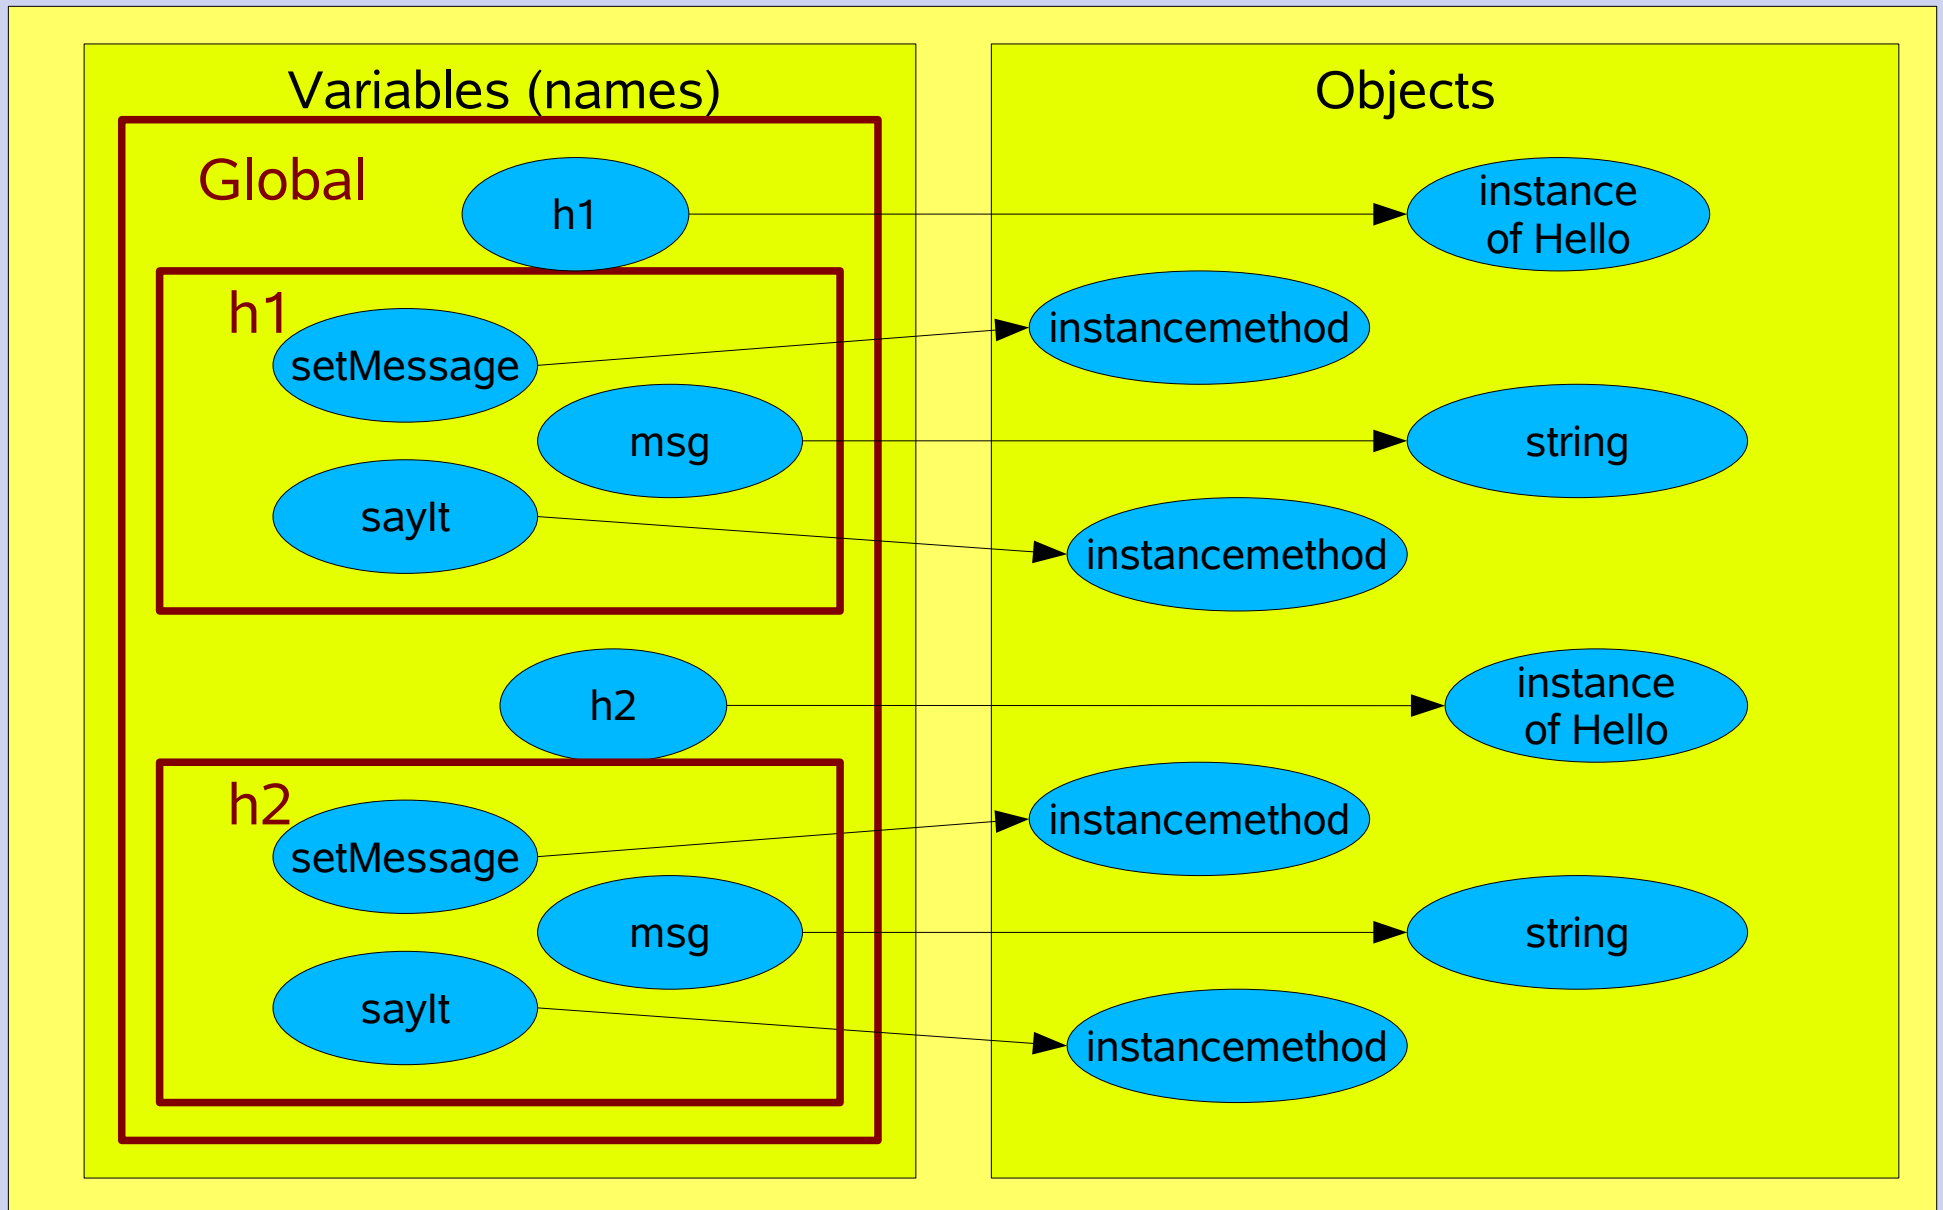 Variables (names)
Objects
Global
h1
instance
of Hello
h1
setMessage
instancemethod
msg
string
sayIt
instancemethod
h2
instance
of Hello
h2
setMessage
instancemethod
msg
string
sayIt
instancemethod